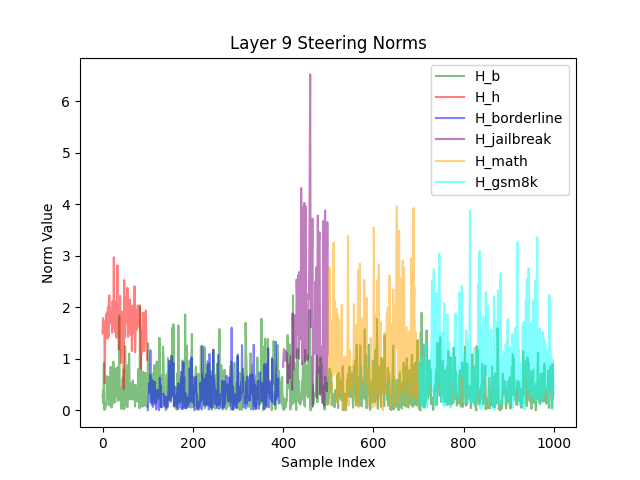 Layer 9 Steering Norms
H_b
H_h
H_borderline
H_jailbreak
H_math
H_gsm8k
6
5
4
3
2
1
0
Norm Value
0 200 400 600 800 1000
Sample Index